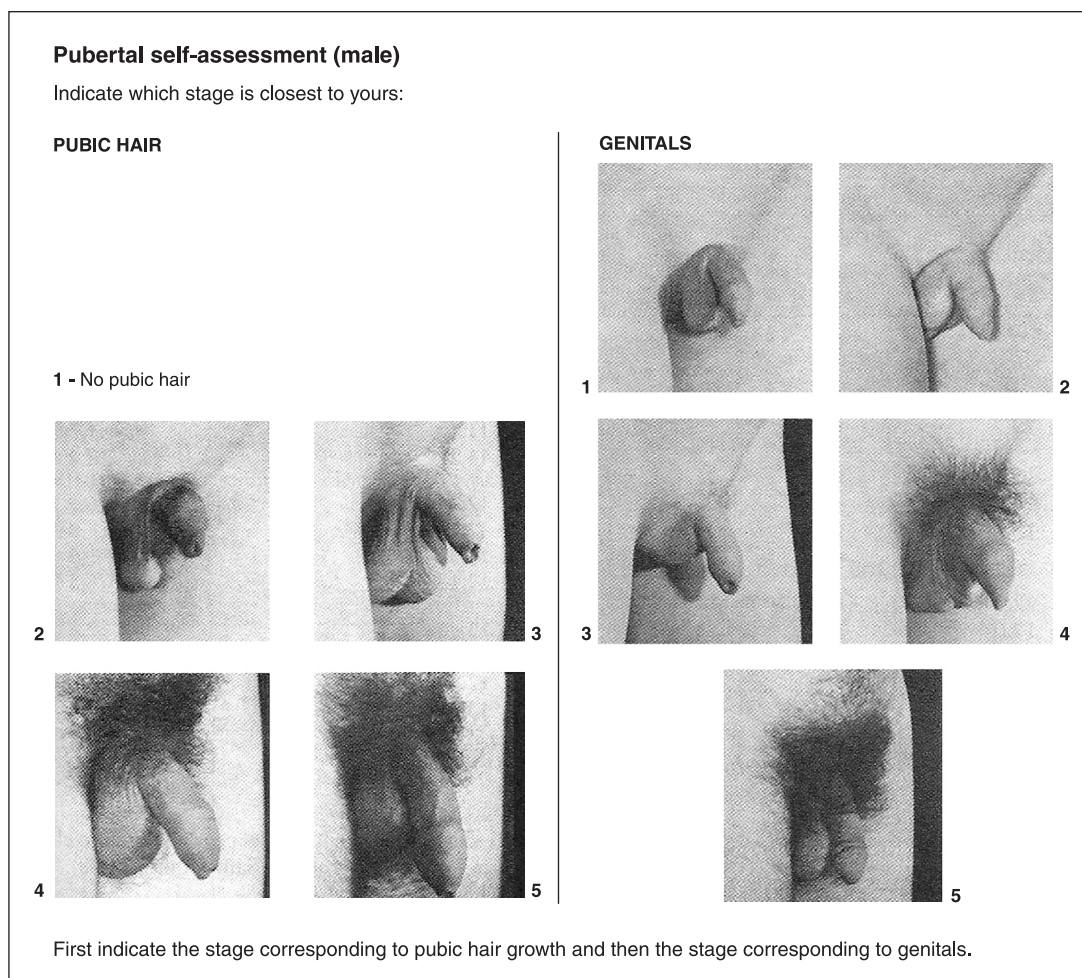 Pubertal self-assessment (male)
Indicate which stage is closest to yours:
PUBIC HAIR
GENITALS
1
2
1 - No pubic hair
2
3
3
4
4
5
5
First indicate the stage corresponding to pubic hair growth and then the stage corresponding to genitals.